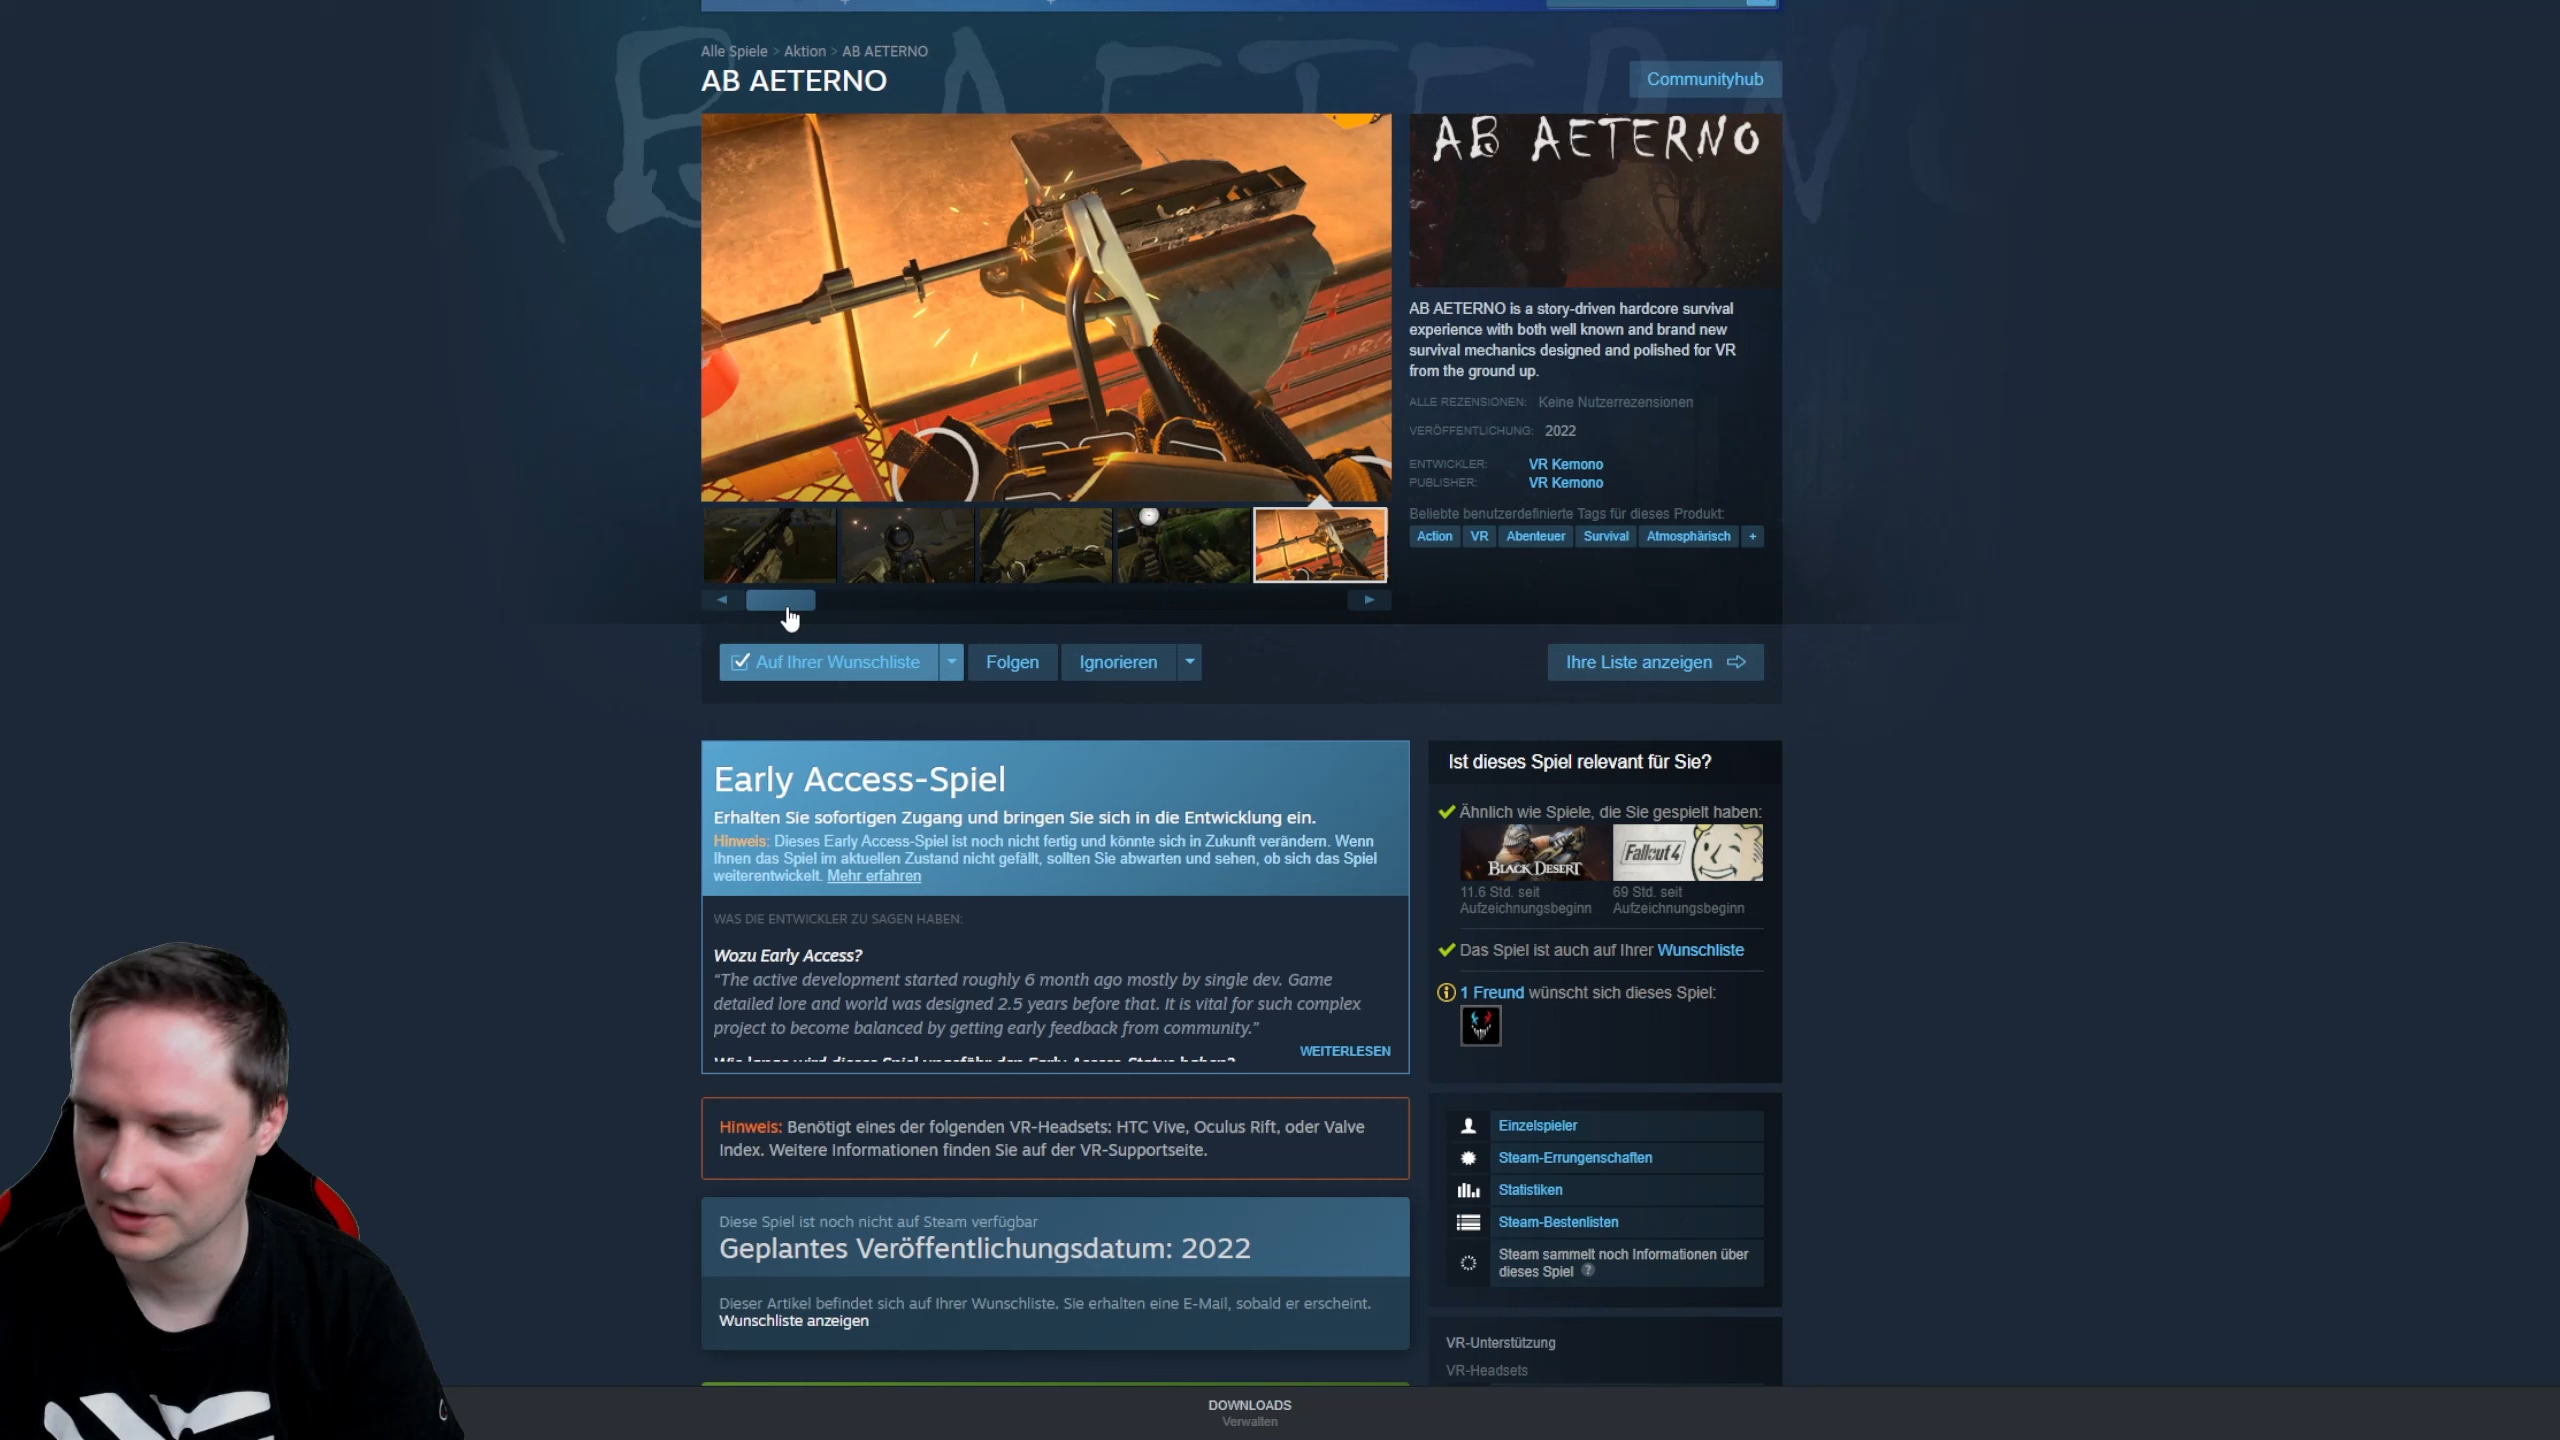 Alle Spiele > Aktion > AB AETERNO
AB AETERNO
Communityhub
AB AETERNO
AB AETERNO is a story-driven hardcore survival
experience with both well known and brand new
survival mechanics designed and polished for VR
from the ground up.
ALLE REZENSIONEN: Keine Nutzerrezensionen
VERÖFFENTLICHUNG: 2022
ENTWICKLER: VR Kemono
PUBLISHER: VR Kemono
Beliebte benutzerdefinierte Tags für dieses Produkt:
Action VR Abenteuer Survival Atmosphärisch +
Auf Ihrer Wunschliste
Folgen
Ignorieren
Ihre Liste anzeigen
Early Access-Spiel
Erhalten Sie sofortigen Zugang und bringen Sie sich in die Entwicklung ein.
Hinweis: Dieses Early Access-Spiel ist noch nicht fertig und könnte sich in Zukunft verändern. Wenn
Ihnen das Spiel im aktuellen Zustand nicht gefällt, sollten Sie abwarten und sehen, ob sich das Spiel
weiterentwickelt. Mehr erfahren
WAS DIE ENTWICKLER ZU SAGEN HABEN:
Wozu Early Access?
“The active development started roughly 6 month ago mostly by single dev. Game
detailed lore and world was designed 2.5 years before that. It is vital for such complex
project to become balanced by getting early feedback from community.”
Wie lange wird dieses Spiel ungefähr den Early Access-Status haben?
WEITERLESEN
Hinweis: Benötigt eines der folgenden VR-Headsets: HTC Vive, Oculus Rift, oder Valve
Index. Weitere Informationen finden Sie auf der VR-Supportseite.
Diese Spiel ist noch nicht auf Steam verfügbar
Geplantes Veröffentlichungsdatum: 2022
Dieser Artikel befindet sich auf Ihrer Wunschliste. Sie erhalten eine E-Mail, sobald er erscheint.
Wunschliste anzeigen
Ist dieses Spiel relevant für Sie?
Ähnlich wie Spiele, die Sie gespielt haben:
BLACK DESERT
Fallout 4
11.6 Std. seit
Aufzeichnungsbeginn
69 Std. seit
Aufzeichnungsbeginn
Das Spiel ist auch auf Ihrer Wunschliste
1 Freund wünscht sich dieses Spiel:
Einzelspieler
Steam-Errungenschaften
Statistiken
Steam-Bestenlisten
Steam sammelt noch Informationen über
dieses Spiel ?
VR-Unterstützung
VR-Headsets
DOWNLOADS
Verwalten